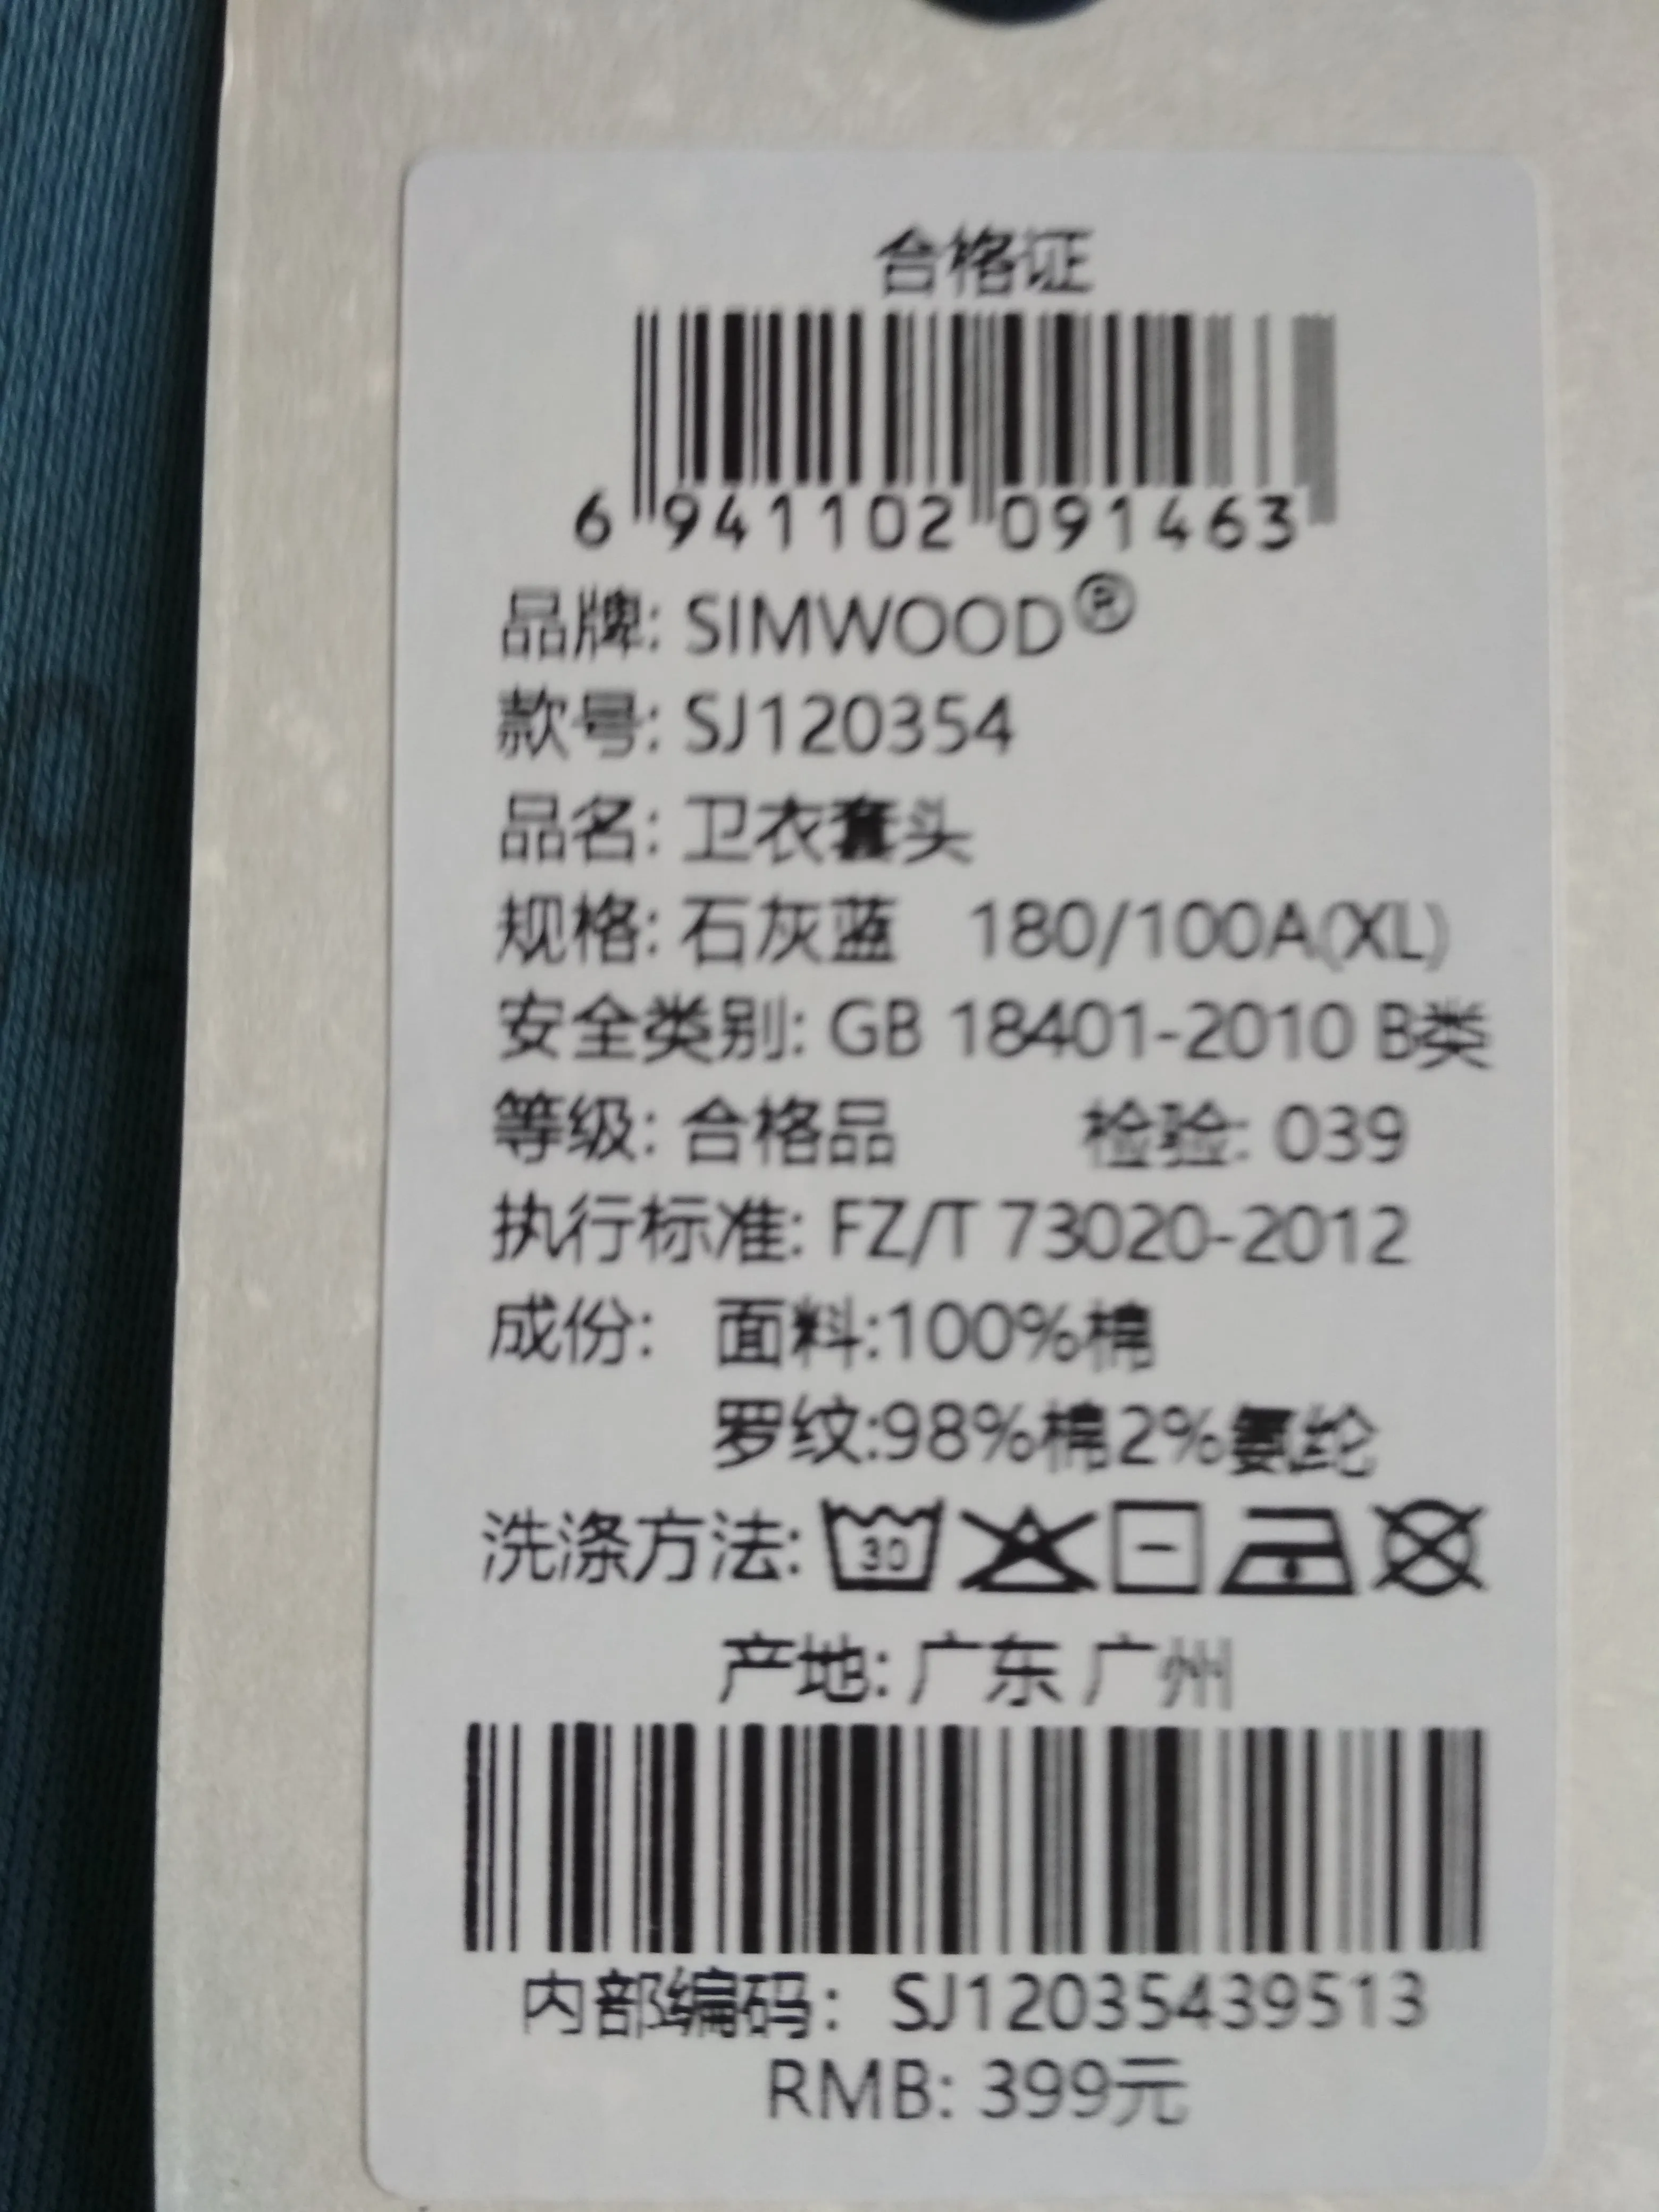 合格证
6 941102 091463
品牌: SIMWOOD®
款号: SJ120354
品名: 卫衣套头
规格: 石灰蓝 180/100A(XL)
安全类别: GB 18401-2010 B类
等级: 合格品 检验: 039
执行标准: FZ/T 73020-2012
成份: 面料:100%棉
罗纹:98%棉2%氨纶
洗涤方法: 30
产地: 广东 广州
内部编码: SJ12035439513
RMB: 399元